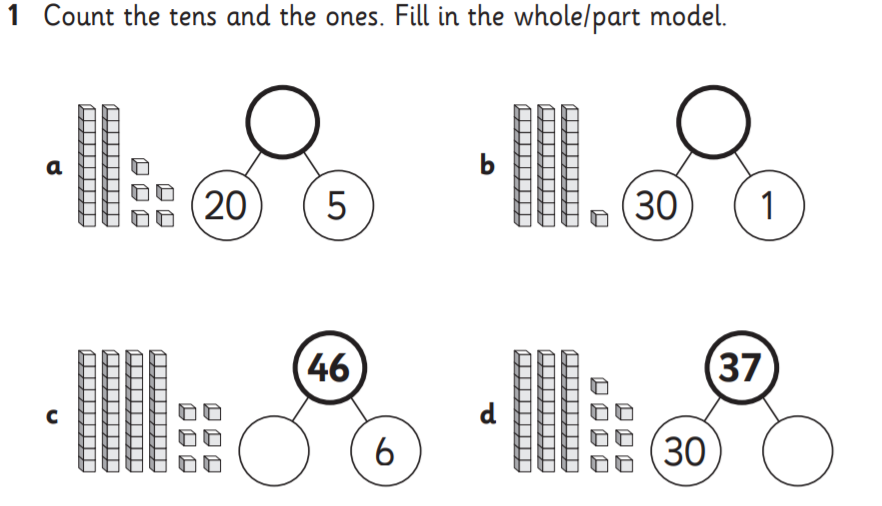 1 Count the tens and the ones. Fill in the whole/part model.
a 20 5
b 30 1
46
c 6
37
d 30